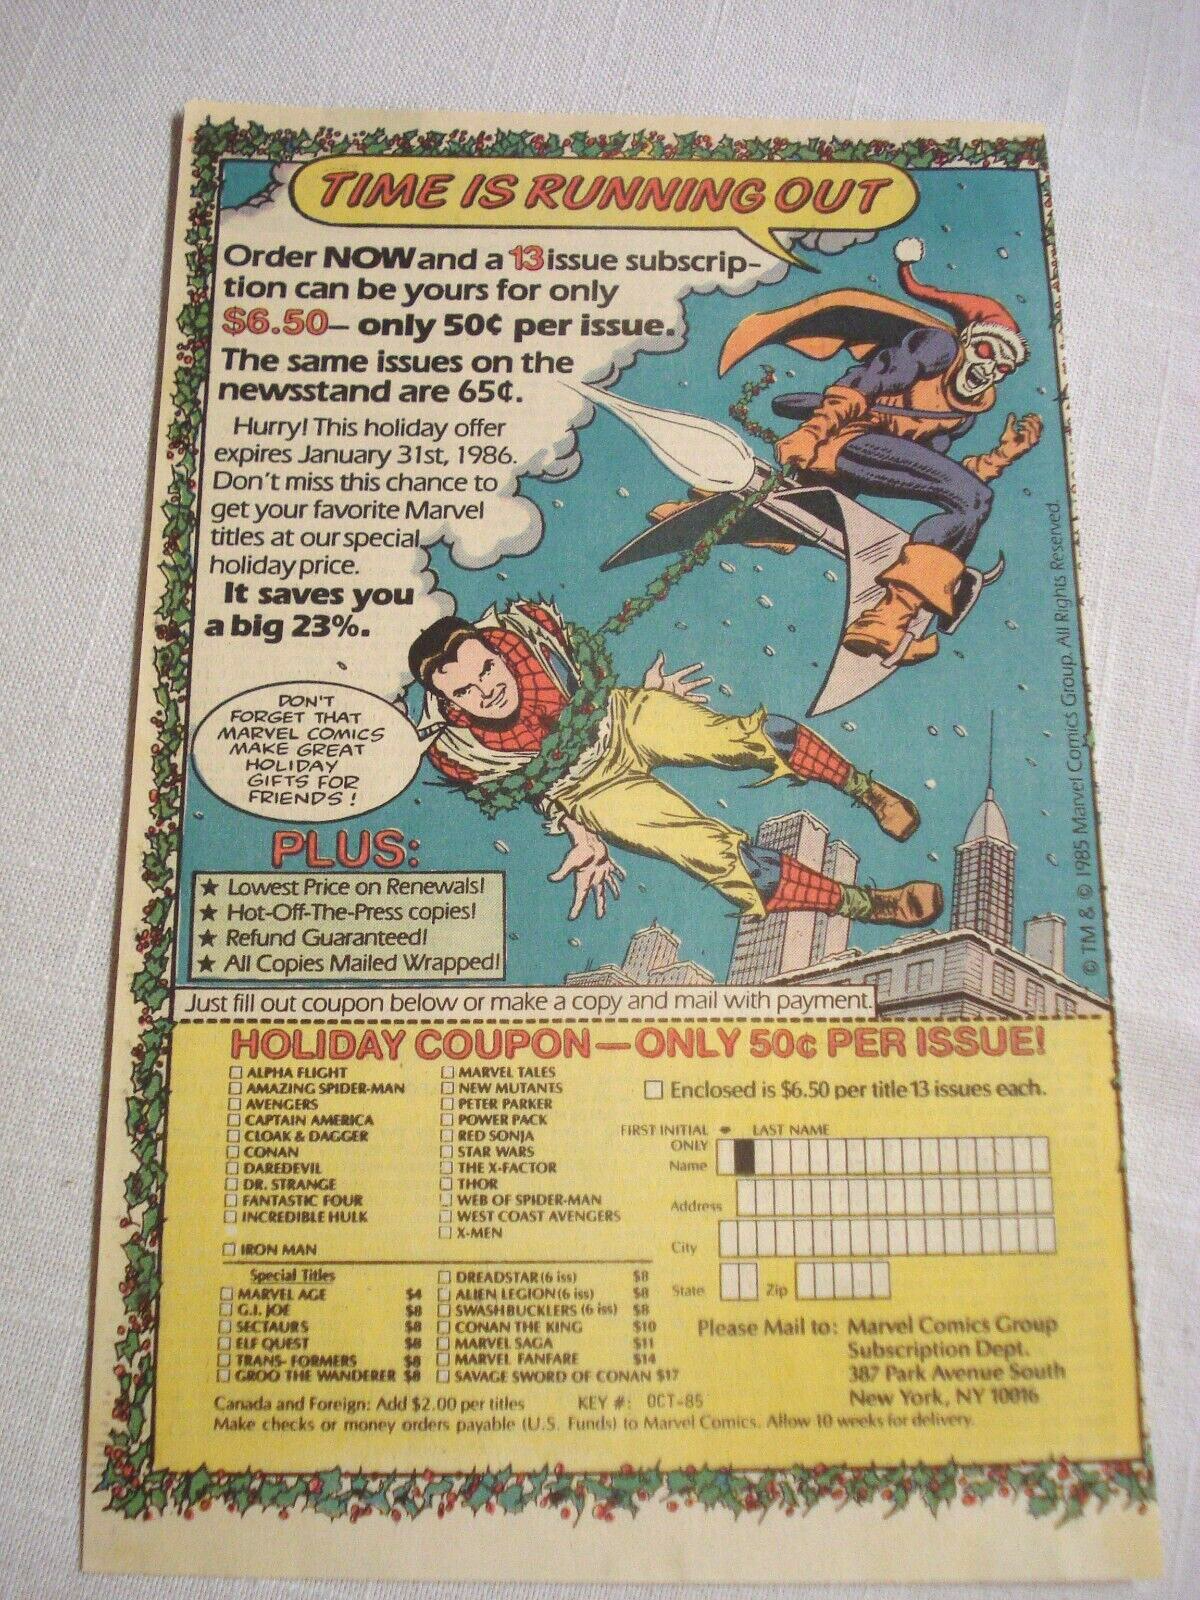 TIME IS RUNNING OUT
Order NOW and a 13 issue subscrip-
tion can be yours for only
$6.50— only 50¢ per issue.
The same issues on the
newsstand are 65¢.
Hurry! This holiday offer
expires January 31st, 1986.
Don't miss this chance to
get your favorite Marvel
titles at our special
holiday price.
It saves you
a big 23%.
DON'T
FORGET THAT
MARVEL COMICS
MAKE GREAT
HOLIDAY
GIFTS FOR
FRIENDS!
PLUS:
★ Lowest Price on Renewals!
★ Hot-Off-The-Press copies!
★ Refund Guaranteed!
★ All Copies Mailed Wrapped!
© TM & © 1985 Marvel Comics Group. All Rights Reserved.
Just fill out coupon below or make a copy and mail with payment.
HOLIDAY COUPON—ONLY 50¢ PER ISSUE!
ALPHA FLIGHT
AMAZING SPIDER-MAN
AVENGERS
CAPTAIN AMERICA
CLOAK & DAGGER
CONAN
DAREDEVIL
DR. STRANGE
FANTASTIC FOUR
INCREDIBLE HULK
IRON MAN
MARVEL TALES
NEW MUTANTS
PETER PARKER
POWER PACK
RED SONJA
STAR WARS
THE X-FACTOR
THOR
WEB OF SPIDER-MAN
WEST COAST AVENGERS
X-MEN
Special Titles
MARVEL AGE $4
G.I. JOE $8
SECTAURS $8
ELF QUEST $8
TRANS-FORMERS $8
GROO THE WANDERER $8
DREADSTAR (6 iss) $8
ALIEN LEGION (6 iss) $8
SWASHBUCKLERS (6 iss) $8
CONAN THE KING $10
MARVEL SAGA $11
MARVEL FANFARE $14
SAVAGE SWORD OF CONAN $17
Enclosed is $6.50 per title 13 issues each.
FIRST INITIAL LAST NAME
ONLY
Name
Address
City
State Zip
Please Mail to: Marvel Comics Group
Subscription Dept.
387 Park Avenue South
New York, NY 10016
Canada and Foreign: Add $2.00 per titles KEY #: OCT-85
Make checks or money orders payable (U.S. Funds) to Marvel Comics. Allow 10 weeks for delivery.